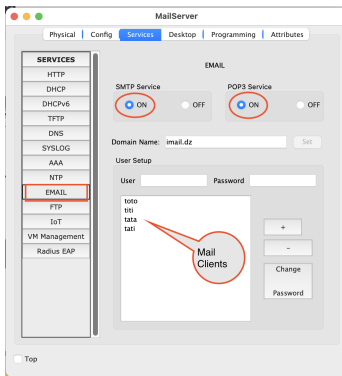 MailServer
Physical Config Services Desktop Programming Attributes
SERVICES
HTTP
DHCP
DHCPv6
TFTP
DNS
SYSLOG
AAA
NTP
EMAIL
FTP
IoT
VM Management
Radius EAP
EMAIL
SMTP Service
ON OFF
POP3 Service
ON OFF
Domain Name: imail.dz Set
User Setup
User Password
toto
titi
tata
tati
Mail
Clients
+
-
Change
Password
Top